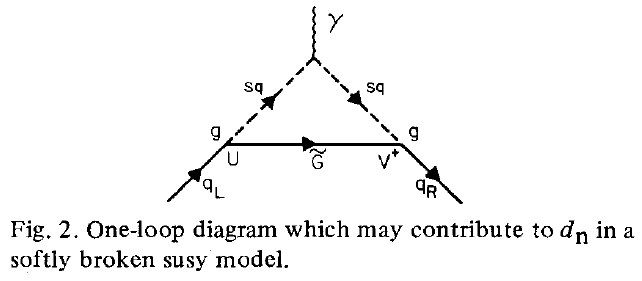 γ
sq sq
g g
U G̃ V⁺
q_L q_R
Fig. 2. One-loop diagram which may contribute to d_n in a
softly broken susy model.